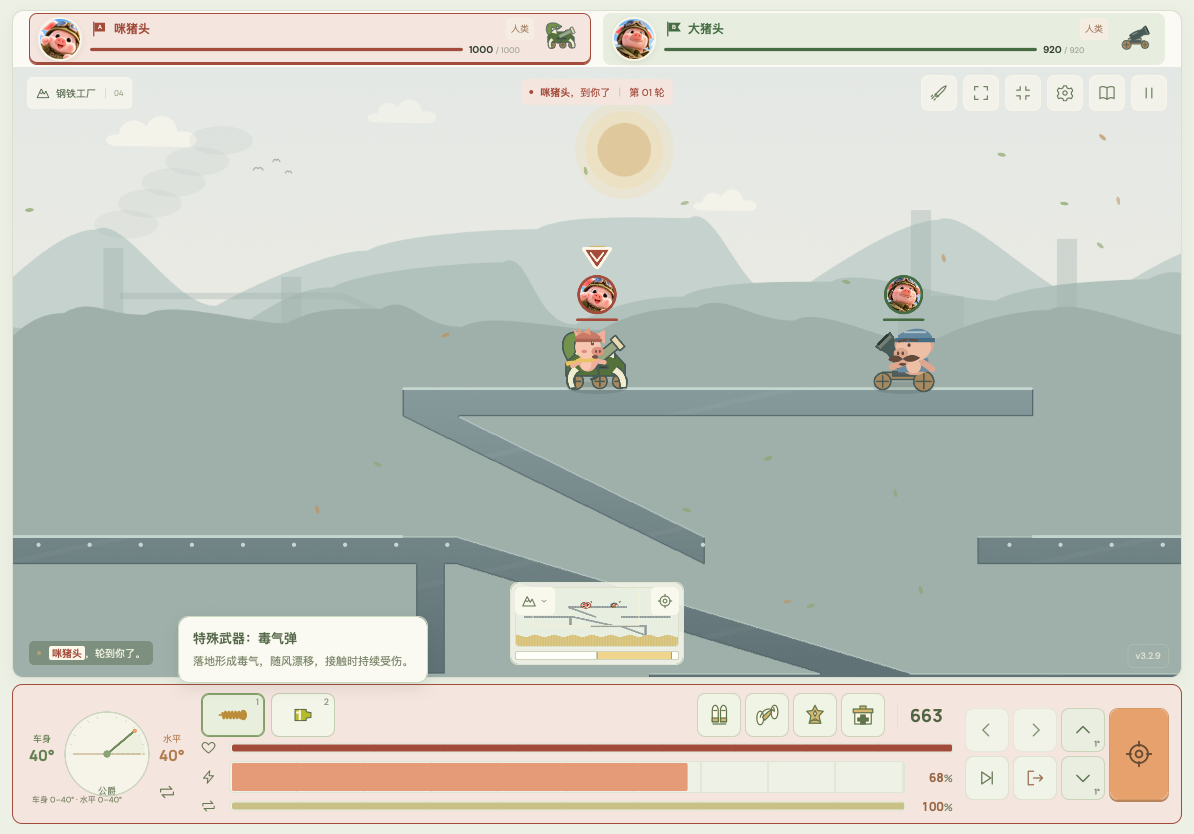 A 咪猪头
人类
1000 / 1000
B 大猪头
人类
920 / 920
钢铁工厂 04
咪猪头，到你了 第 01 轮
咪猪头，轮到你了。
特殊武器：毒气弹
落地形成毒气，随风漂移，接触时持续受伤。
v3.2.9
车身
40°
水平
40°
公爵
车身 0–40° · 水平 0–40°
1
2
1
663
68%
100%
1°
1°